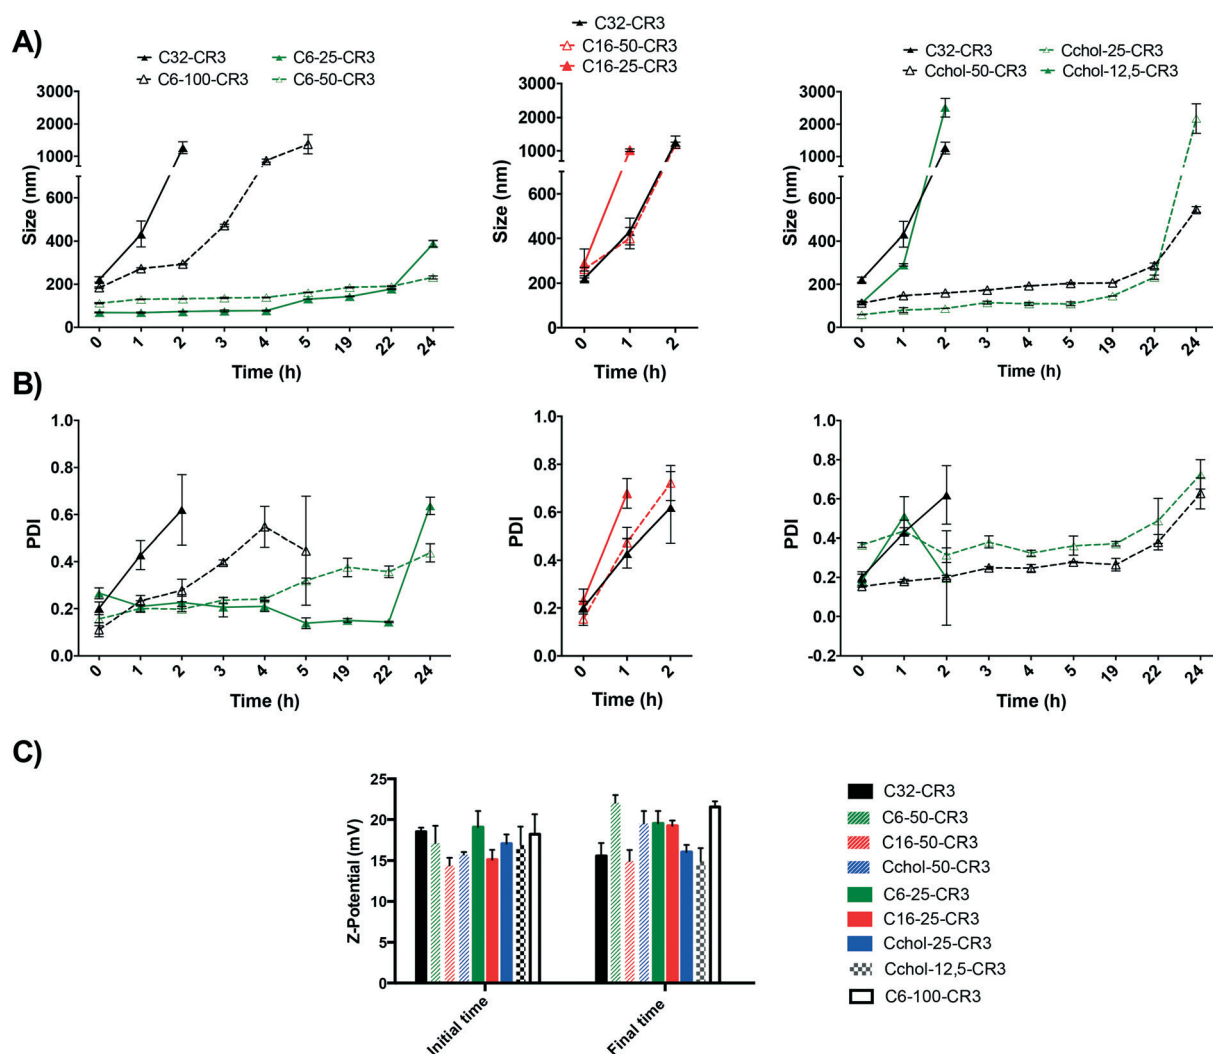 A)
C32-CR3
C6-25-CR3
C6-100-CR3
C6-50-CR3
3000
2000
1000
600
400
200
0
Size (nm)
0 1 2 3 4 5 19 22 24
Time (h)
C32-CR3
C16-50-CR3
C16-25-CR3
3000
2000
1000
600
400
200
0
Size (nm)
0 1 2
Time (h)
C32-CR3
Cchol-25-CR3
Cchol-50-CR3
Cchol-12,5-CR3
3000
2000
1000
600
400
200
0
Size (nm)
0 1 2 3 4 5 19 22 24
Time (h)
B)
1.0
0.8
0.6
0.4
0.2
0.0
PDI
0 1 2 3 4 5 19 22 24
Time (h)
1.0
0.8
0.6
0.4
0.2
0.0
PDI
0 1 2
Time (h)
1.0
0.8
0.6
0.4
0.2
0.0
-0.2
PDI
0 1 2 3 4 5 19 22 24
Time (h)
C)
25
20
15
10
5
0
Z-Potential (mV)
Initial time
Final time
C32-CR3
C6-50-CR3
C16-50-CR3
Cchol-50-CR3
C6-25-CR3
C16-25-CR3
Cchol-25-CR3
Cchol-12,5-CR3
C6-100-CR3